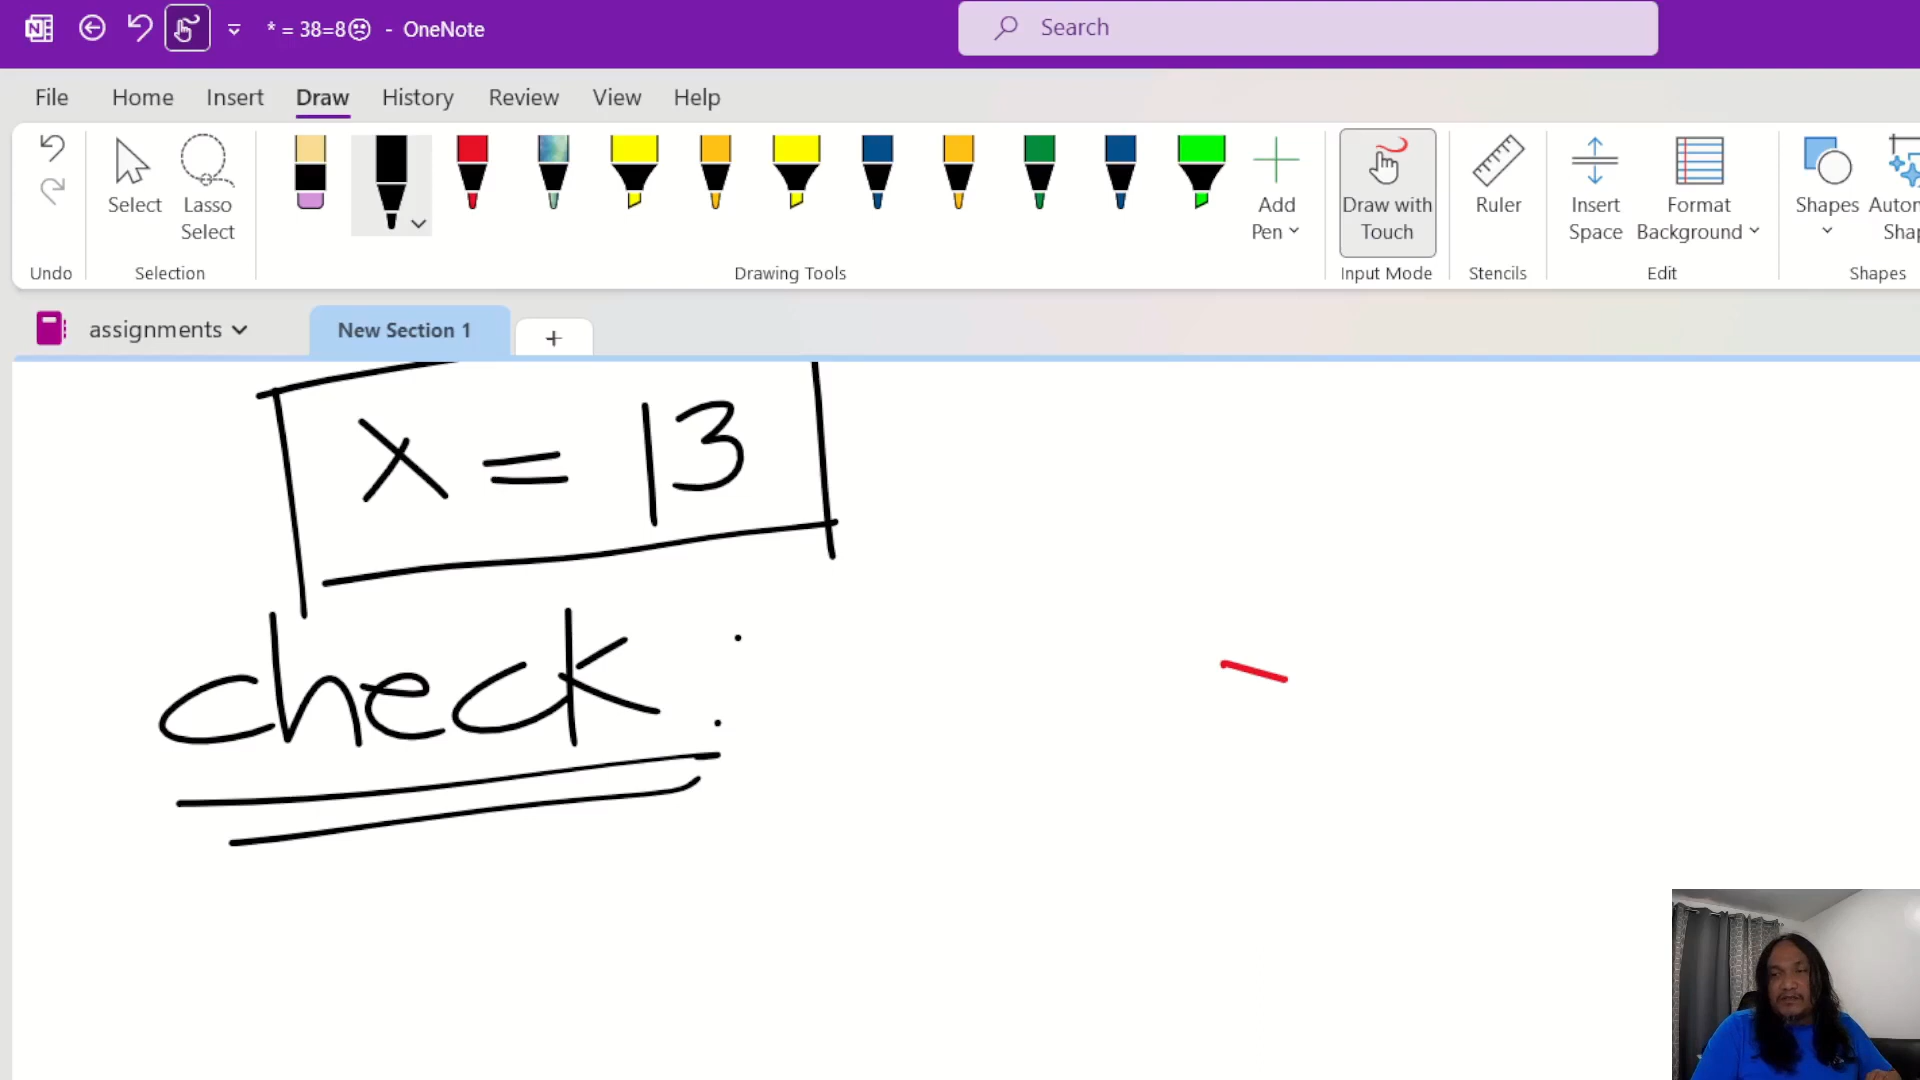 * = 38=8☹ - OneNote
Search
File Home Insert Draw History Review View Help
Select
Lasso
Select
Add
Pen
Draw with
Touch
Ruler
Insert
Space
Format
Background
Shapes
Undo
Selection
Drawing Tools
Input Mode
Stencils
Edit
Shapes
assignments
New Section 1
+
x = 13
check :